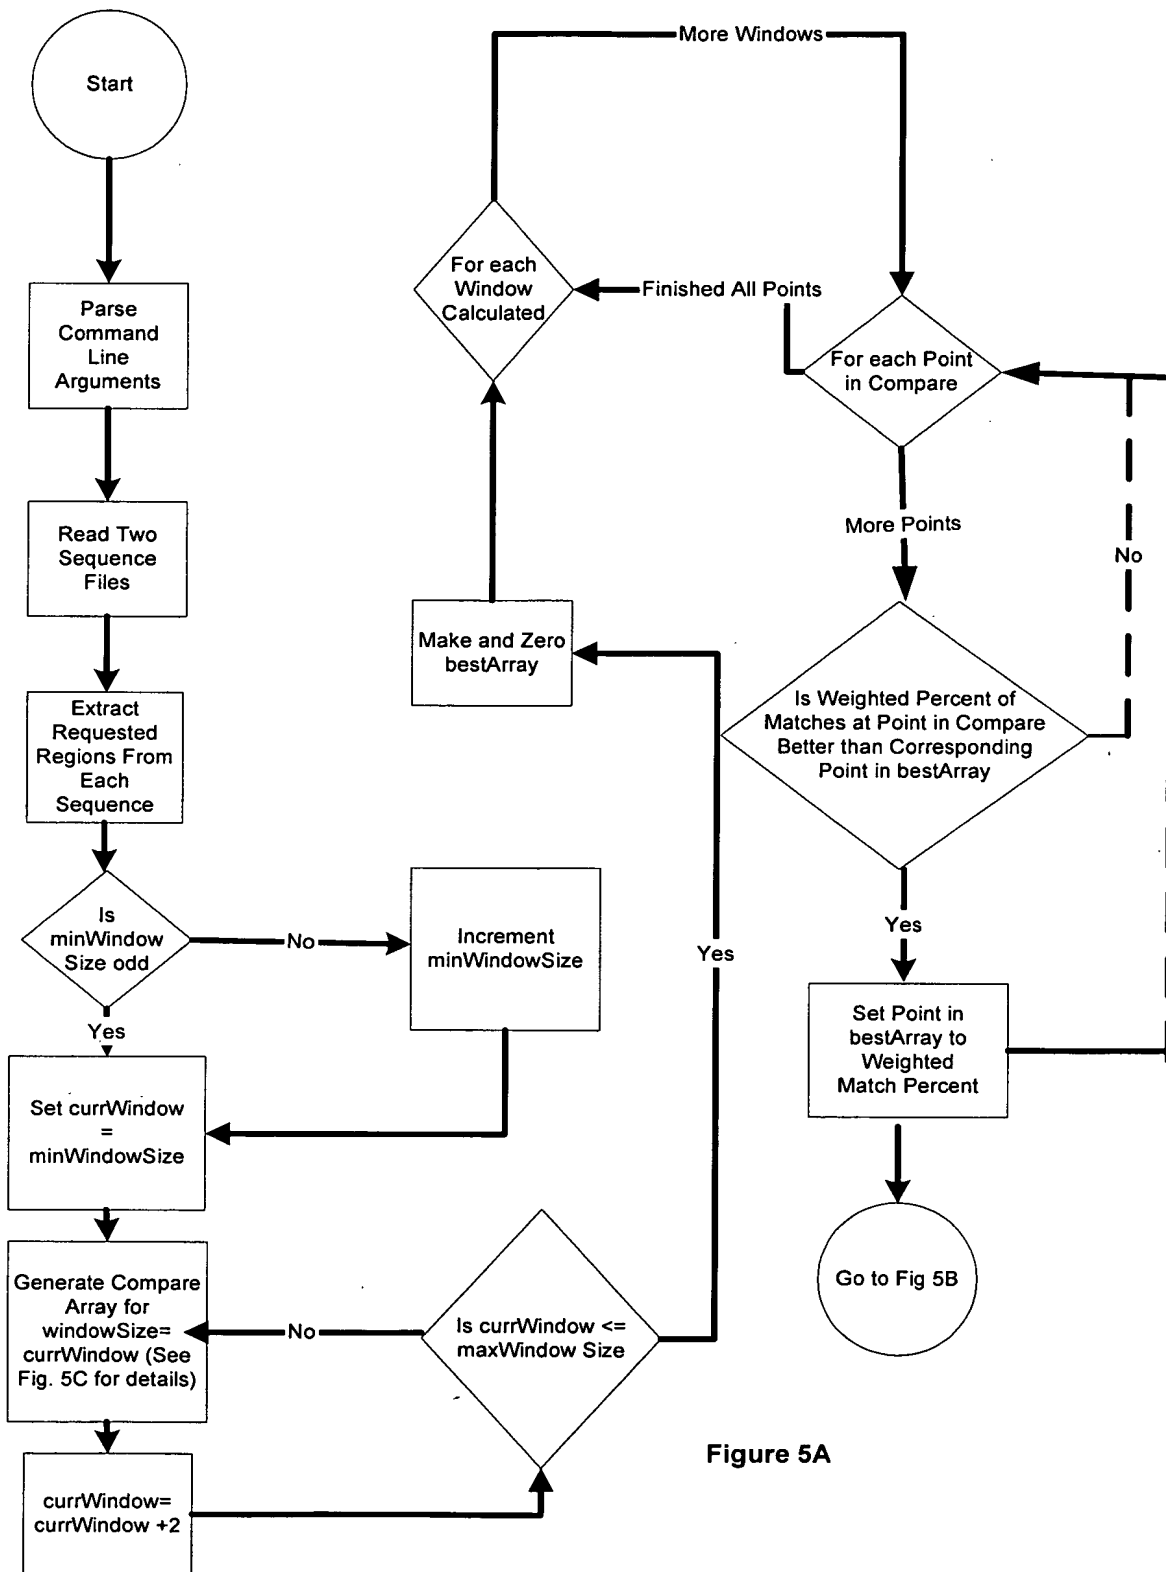 Start
Parse
Command
Line
Arguments
Read Two
Sequence
Files
Extract
Requested
Regions From
Each
Sequence
Is
minWindow
Size odd
No
Increment
minWindowSize
Yes
Set currWindow
=
minWindowSize
Generate Compare
Array for
windowSize=
currWindow (See
Fig. 5C for details)
currWindow=
currWindow +2
No
Is currWindow <=
maxWindow Size
Yes
Make and Zero
bestArray
For each
Window
Calculated
More Windows
Finished All Points
For each Point
in Compare
More Points
No
Is Weighted Percent of
Matches at Point in Compare
Better than Corresponding
Point in bestArray
Yes
Set Point in
bestArray to
Weighted
Match Percent
Go to Fig 5B
Figure 5A